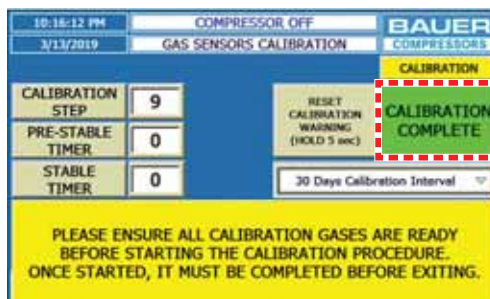 10:16:12 PM
COMPRESSOR OFF
BAUER
3/13/2019
GAS SENSORS CALIBRATION
COMPRESSORS
CALIBRATION
CALIBRATION
STEP
9
RESET
CALIBRATION
WARNING
(HOLD 5 sec)
CALIBRATION
COMPLETE
PRE-STABLE
TIMER
0
STABLE
TIMER
0
30 Days Calibration Interval
PLEASE ENSURE ALL CALIBRATION GASES ARE READY
BEFORE STARTING THE CALIBRATION PROCEDURE.
ONCE STARTED, IT MUST BE COMPLETED BEFORE EXITING.